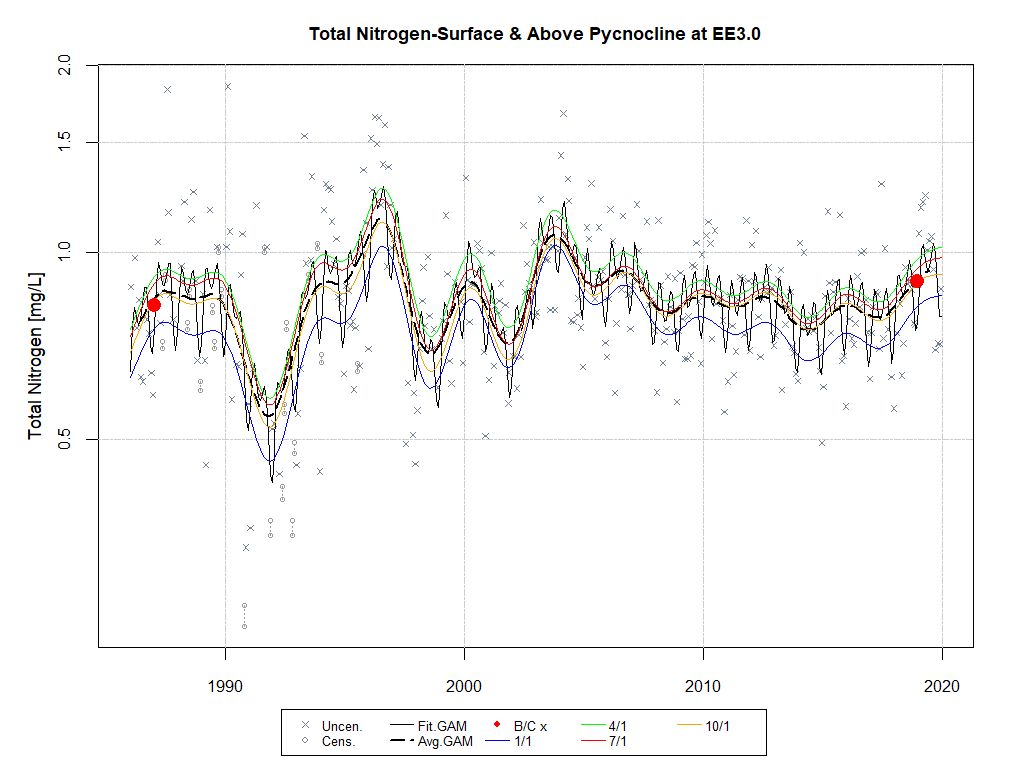 Total Nitrogen-Surface & Above Pycnocline at EE3.0
Total Nitrogen [mg/L]
2.0
1.5
1.0
0.5
1990 2000 2010 2020
Uncen. Fit.GAM B/C x 4/1 10/1
Cens. Avg.GAM 1/1 7/1